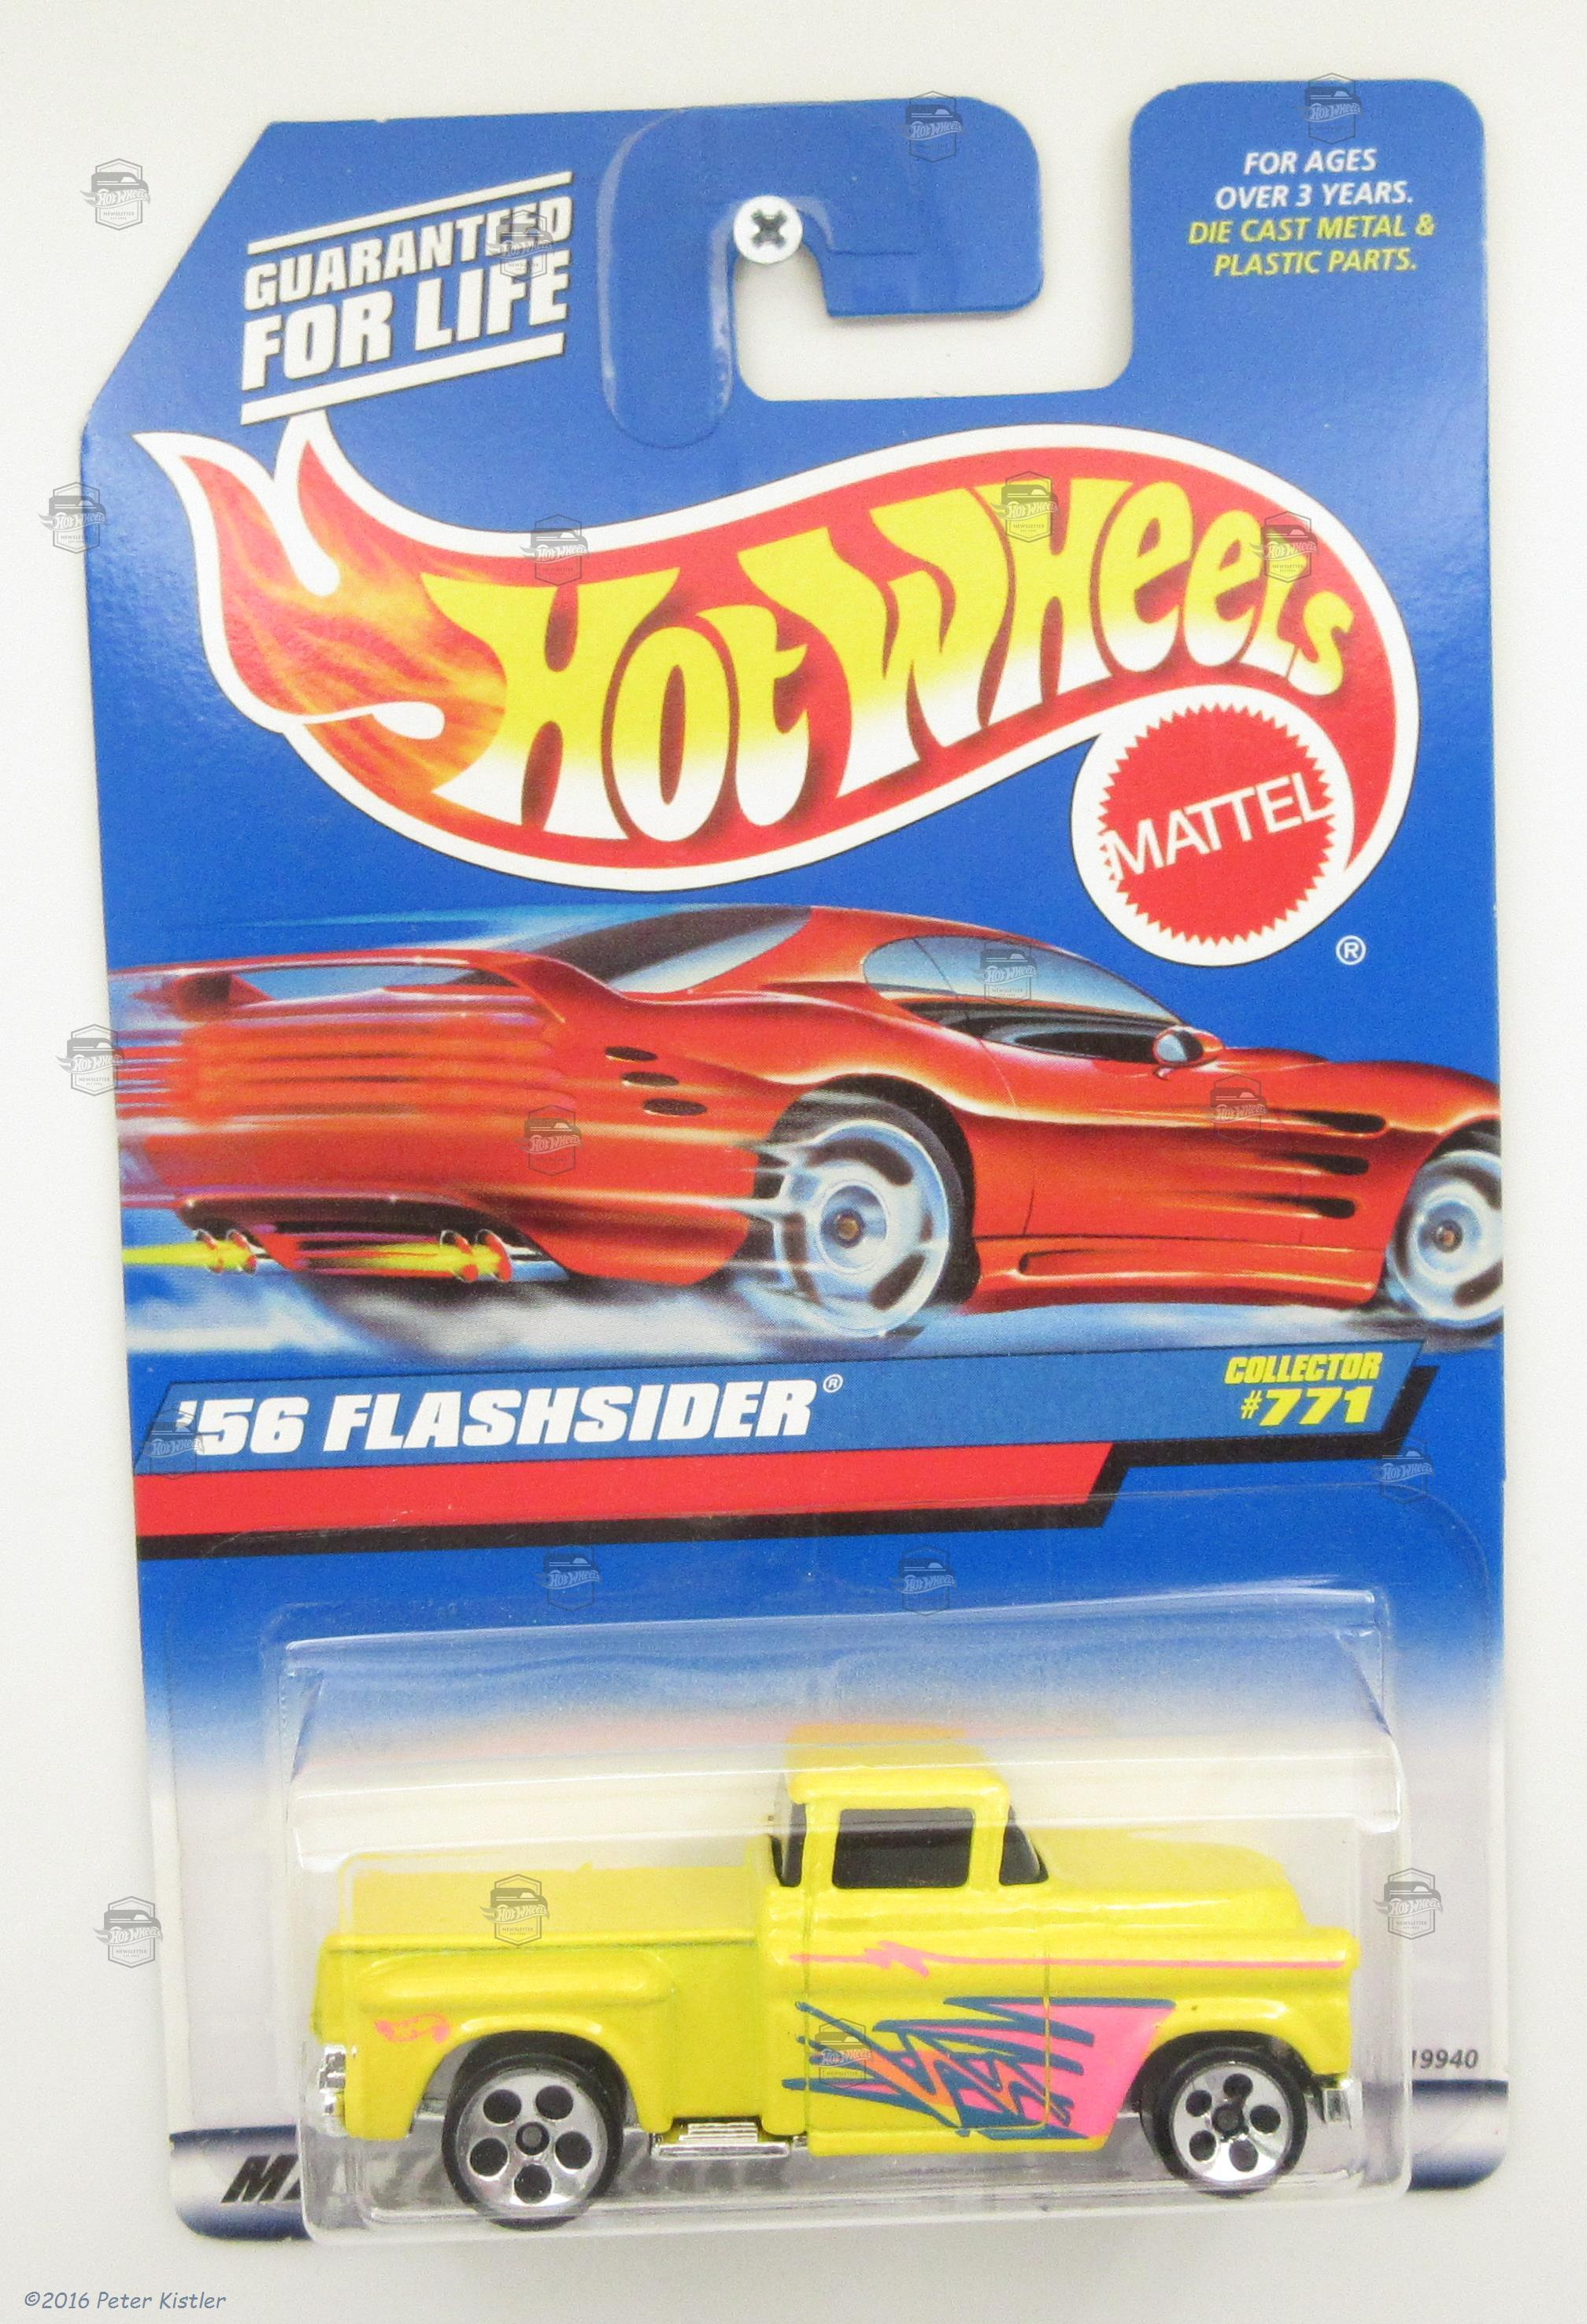 GUARANTEED
FOR LIFE
FOR AGES
OVER 3 YEARS.
DIE CAST METAL &
PLASTIC PARTS.
HOT WHEELS
MATTEL
®
'56 FLASHSIDER®
COLLECTOR
#771
19940
©2016 Peter Kistler